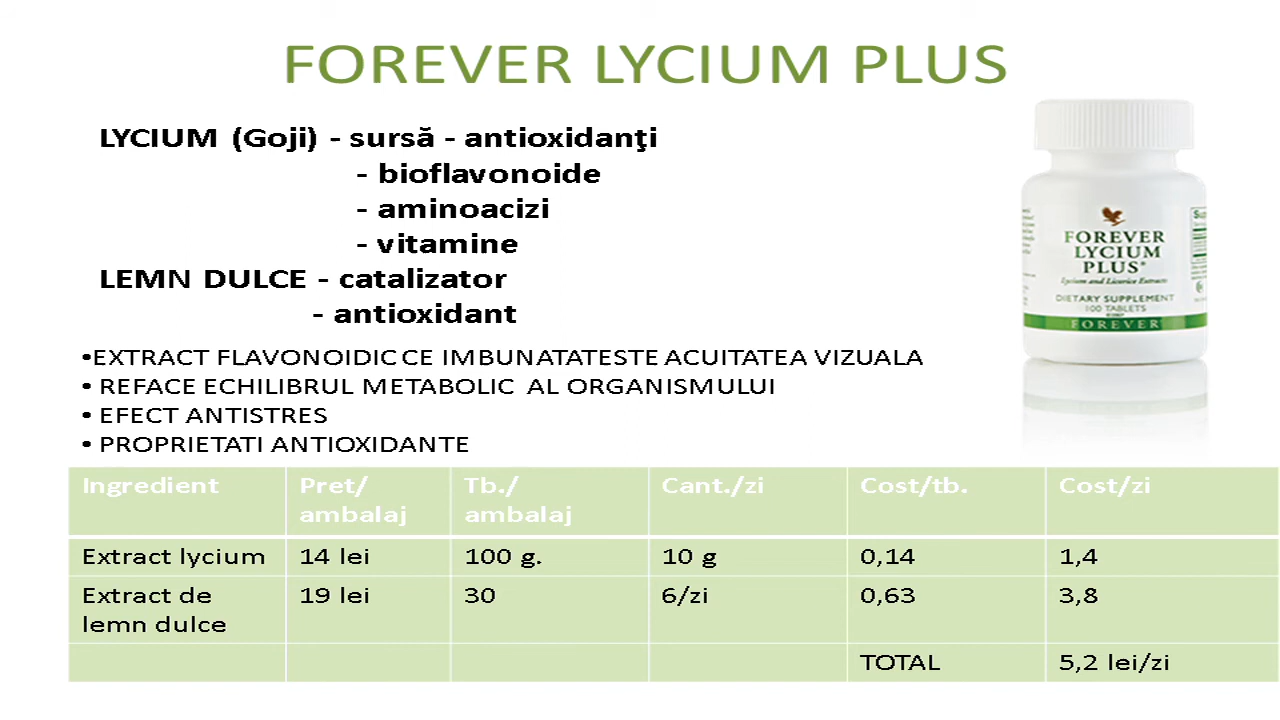 FOREVER LYCIUM PLUS
LYCIUM (Goji) - sursă - antioxidanţi
- bioflavonoide
- aminoacizi
- vitamine
LEMN DULCE - catalizator
- antioxidant
•EXTRACT FLAVONOIDIC CE IMBUNATATESTE ACUITATEA VIZUALA
• REFACE ECHILIBRUL METABOLIC AL ORGANISMULUI
• EFECT ANTISTRES
• PROPRIETATI ANTIOXIDANTE
FOREVER
LYCIUM
PLUS®
Lycium and Licorice Extracts
DIETARY SUPPLEMENT
100 TABLETS
FOREVER
Ingredient Pret/ ambalaj Tb./ ambalaj Cant./zi Cost/tb. Cost/zi
Extract lycium 14 lei 100 g. 10 g 0,14 1,4
Extract de lemn dulce 19 lei 30 6/zi 0,63 3,8
TOTAL 5,2 lei/zi